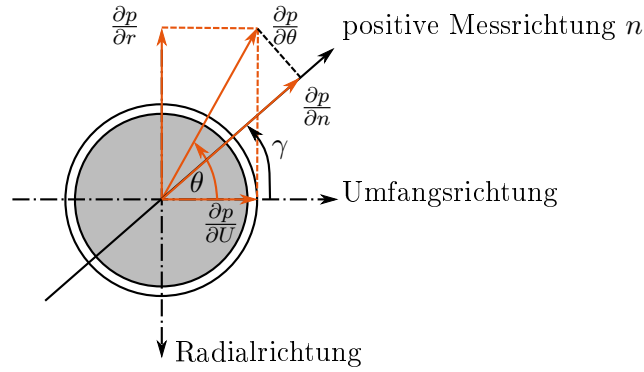 ∂p/∂r
∂p/∂θ
positive Messrichtung n
∂p/∂n
γ
θ
Umfangsrichtung
∂p/∂U
Radialrichtung